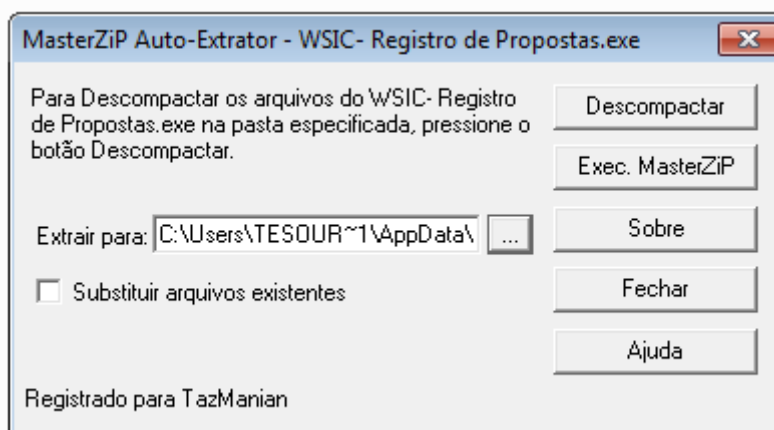 MasterZiP Auto-Extrator - WSIC- Registro de Propostas.exe
Para Descompactar os arquivos do WSIC- Registro
de Propostas.exe na pasta especificada, pressione o
botão Descompactar.
Descompactar
Exec. MasterZiP
Extrair para: C:\Users\TESOUR~1\AppData\ ...
Sobre
Substituir arquivos existentes
Fechar
Ajuda
Registrado para TazManian